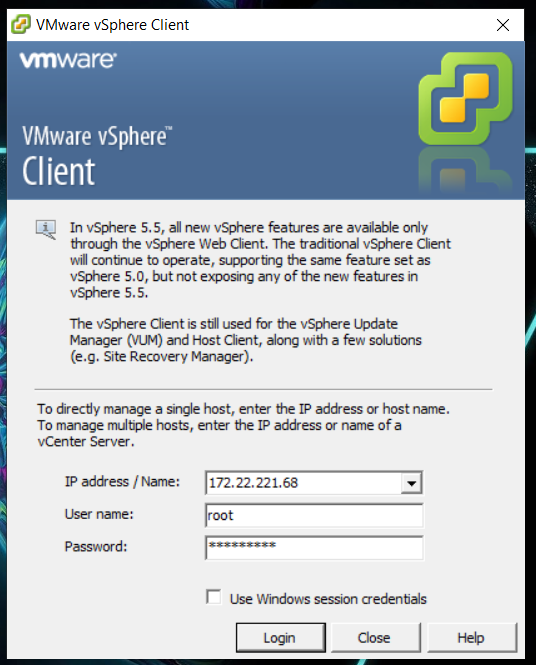 VMware vSphere Client
vmware
VMware vSphere™
Client
In vSphere 5.5, all new vSphere features are available only
through the vSphere Web Client. The traditional vSphere Client
will continue to operate, supporting the same feature set as
vSphere 5.0, but not exposing any of the new features in
vSphere 5.5.
The vSphere Client is still used for the vSphere Update
Manager (VUM) and Host Client, along with a few solutions
(e.g. Site Recovery Manager).
To directly manage a single host, enter the IP address or host name.
To manage multiple hosts, enter the IP address or name of a
vCenter Server.
IP address / Name: 172.22.221.68
User name: root
Password: *********
Use Windows session credentials
Login Close Help